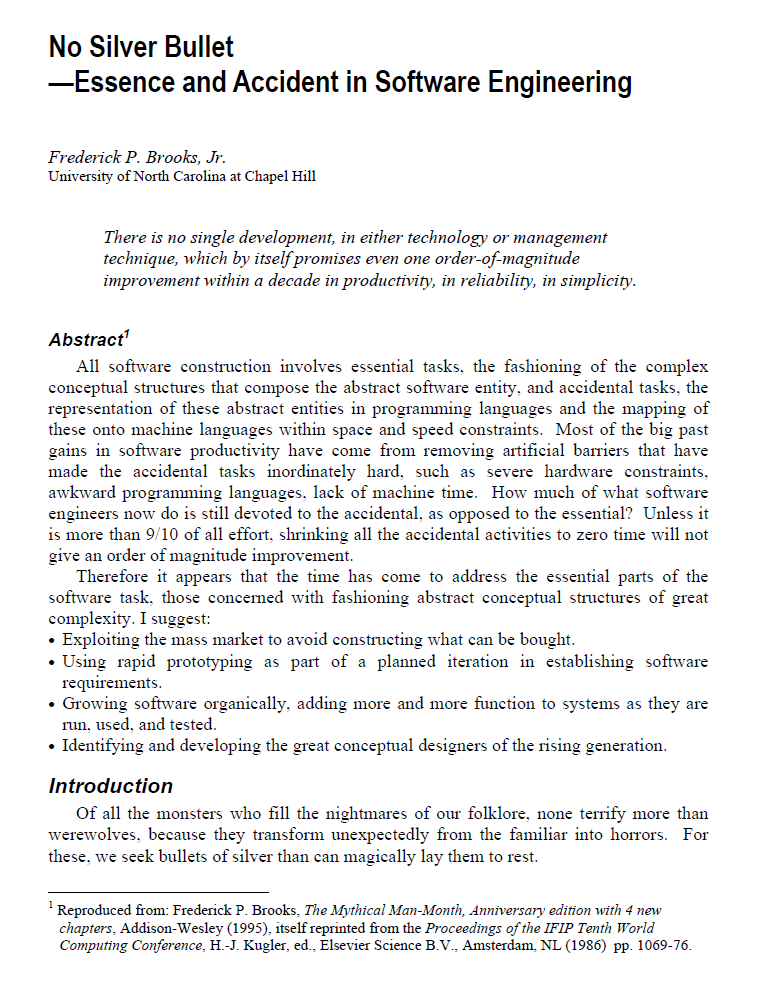 No Silver Bullet
—Essence and Accident in Software Engineering
Frederick P. Brooks, Jr.
University of North Carolina at Chapel Hill
There is no single development, in either technology or management
technique, which by itself promises even one order-of-magnitude
improvement within a decade in productivity, in reliability, in simplicity.
Abstract1
All software construction involves essential tasks, the fashioning of the complex
conceptual structures that compose the abstract software entity, and accidental tasks, the
representation of these abstract entities in programming languages and the mapping of
these onto machine languages within space and speed constraints. Most of the big past
gains in software productivity have come from removing artificial barriers that have
made the accidental tasks inordinately hard, such as severe hardware constraints,
awkward programming languages, lack of machine time. How much of what software
engineers now do is still devoted to the accidental, as opposed to the essential? Unless it
is more than 9/10 of all effort, shrinking all the accidental activities to zero time will not
give an order of magnitude improvement.
Therefore it appears that the time has come to address the essential parts of the
software task, those concerned with fashioning abstract conceptual structures of great
complexity. I suggest:
• Exploiting the mass market to avoid constructing what can be bought.
• Using rapid prototyping as part of a planned iteration in establishing software
requirements.
• Growing software organically, adding more and more function to systems as they are
run, used, and tested.
• Identifying and developing the great conceptual designers of the rising generation.
Introduction
Of all the monsters who fill the nightmares of our folklore, none terrify more than
werewolves, because they transform unexpectedly from the familiar into horrors. For
these, we seek bullets of silver than can magically lay them to rest.
1 Reproduced from: Frederick P. Brooks, The Mythical Man-Month, Anniversary edition with 4 new
chapters, Addison-Wesley (1995), itself reprinted from the Proceedings of the IFIP Tenth World
Computing Conference, H.-J. Kugler, ed., Elsevier Science B.V., Amsterdam, NL (1986) pp. 1069-76.